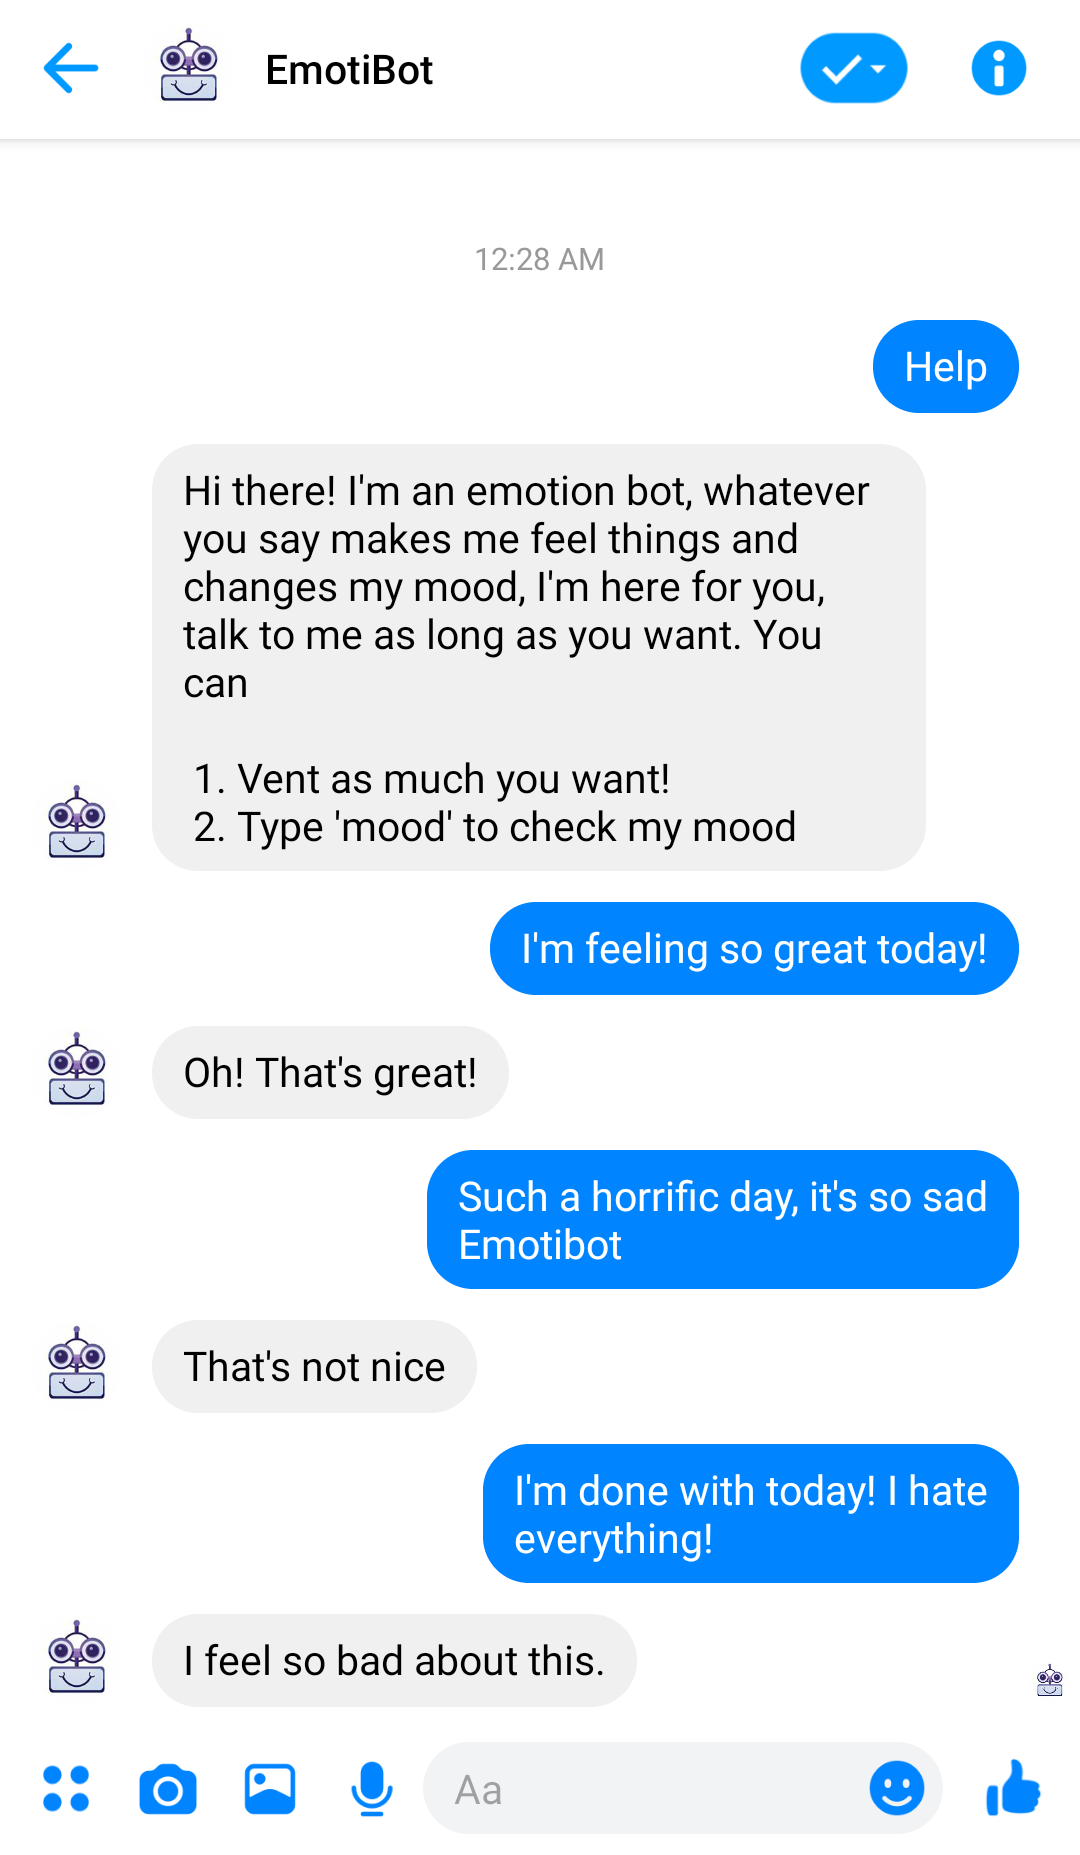 EmotiBot
12:28 AM
Help
Hi there! I'm an emotion bot, whatever
you say makes me feel things and
changes my mood, I'm here for you,
talk to me as long as you want. You
can
1. Vent as much you want!
2. Type 'mood' to check my mood
I'm feeling so great today!
Oh! That's great!
Such a horrific day, it's so sad
Emotibot
That's not nice
I'm done with today! I hate
everything!
I feel so bad about this.
Aa